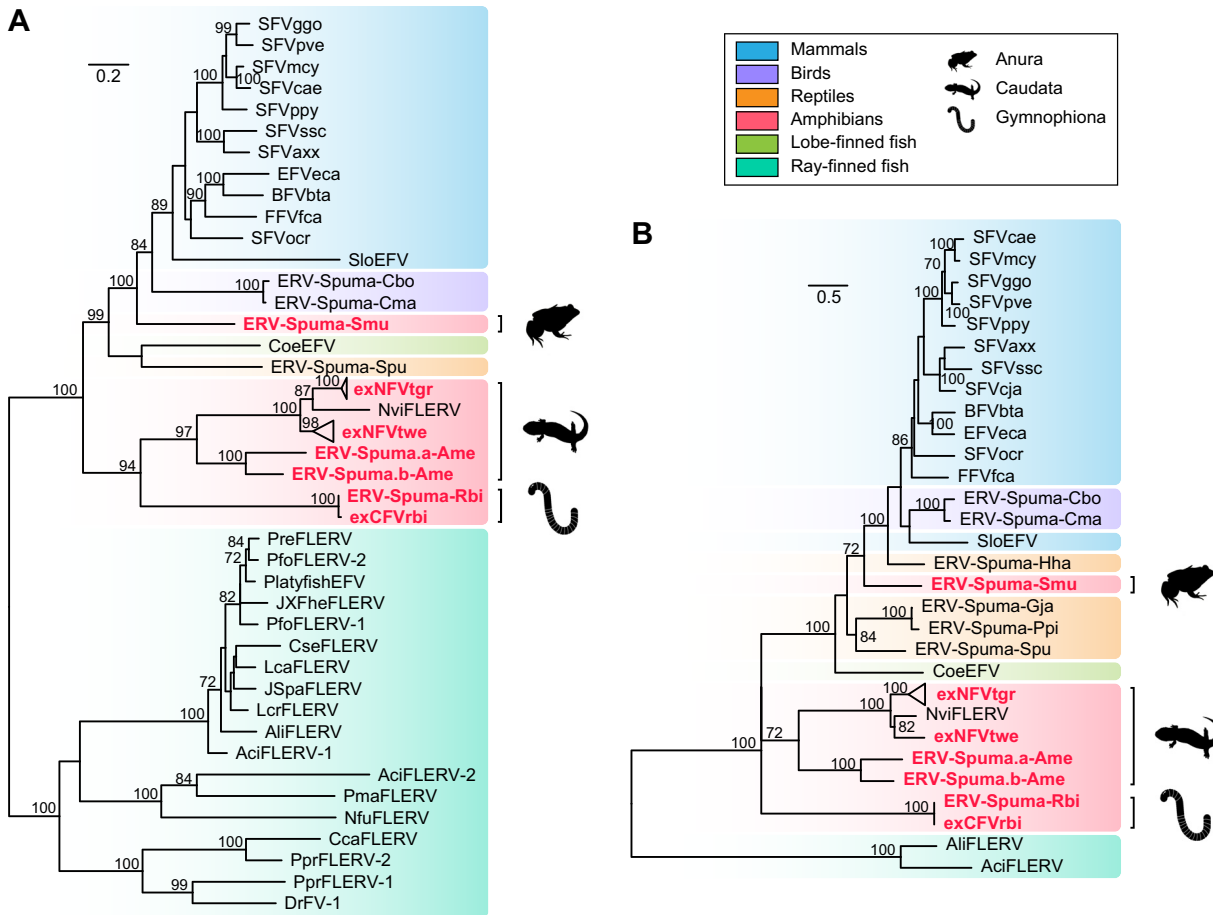 A
0.2
99
SFVggo
SFVpve
SFVmcy
100
100
SFVcae
SFVppy
100
SFVssc
SFVaxx
EFVeca
100
90
BFVbta
FFVfca
89
SFVocr
84
SloEFV
100
100
ERV-Spuma-Cbo
ERV-Spuma-Cma
99
ERV-Spuma-Smu
CoeEFV
ERV-Spuma-Spu
100
100
exNFVtgr
87
NviFLERV
100
98
exNFVtwe
97
ERV-Spuma.a-Ame
100
ERV-Spuma.b-Ame
94
ERV-Spuma-Rbi
100
exCFVrbi
PreFLERV
84
72
PfoFLERV-2
PlatyfishEFV
82
JXFheFLERV
PfoFLERV-1
CseFLERV
LcaFLERV
72
JSpaFLERV
LcrFLERV
AliFLERV
100
AciFLERV-1
84
AciFLERV-2
PmaFLERV
100
NfuFLERV
100
CcaFLERV
100
PprFLERV-2
99
PprFLERV-1
DrFV-1
Mammals
Birds
Reptiles
Amphibians
Lobe-finned fish
Ray-finned fish
Anura
Caudata
Gymnophiona
B
0.5
100
SFVcae
70
SFVmcy
SFVggo
100
SFVpve
100
SFVppy
SFVaxx
SFVssc
100
SFVcja
BFVbta
100
EFVeca
86
SFVocr
FFVfca
100
ERV-Spuma-Cbo
100
ERV-Spuma-Cma
SloEFV
72
ERV-Spuma-Hha
ERV-Spuma-Smu
100
ERV-Spuma-Gja
100
ERV-Spuma-Ppi
84
ERV-Spuma-Spu
CoeEFV
100
exNFVtgr
100
NviFLERV
82
exNFVtwe
100
72
ERV-Spuma.a-Ame
100
ERV-Spuma.b-Ame
100
ERV-Spuma-Rbi
exCFVrbi
100
AliFLERV
AciFLERV